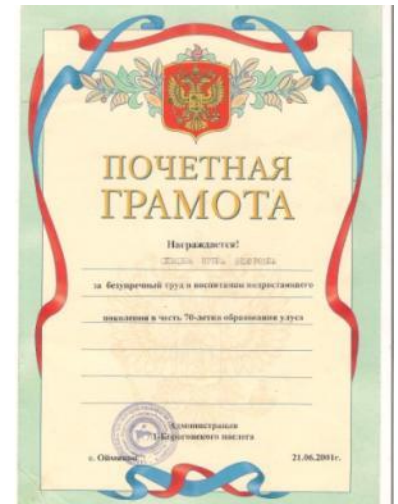 ПОЧЕТНАЯ
ГРАМОТА
Награждается!
за безупречный труд в воспитании подрастающего
поколения в честь 70-летия образования улуса
Администрация
наслега
с.
21.06.2001г.